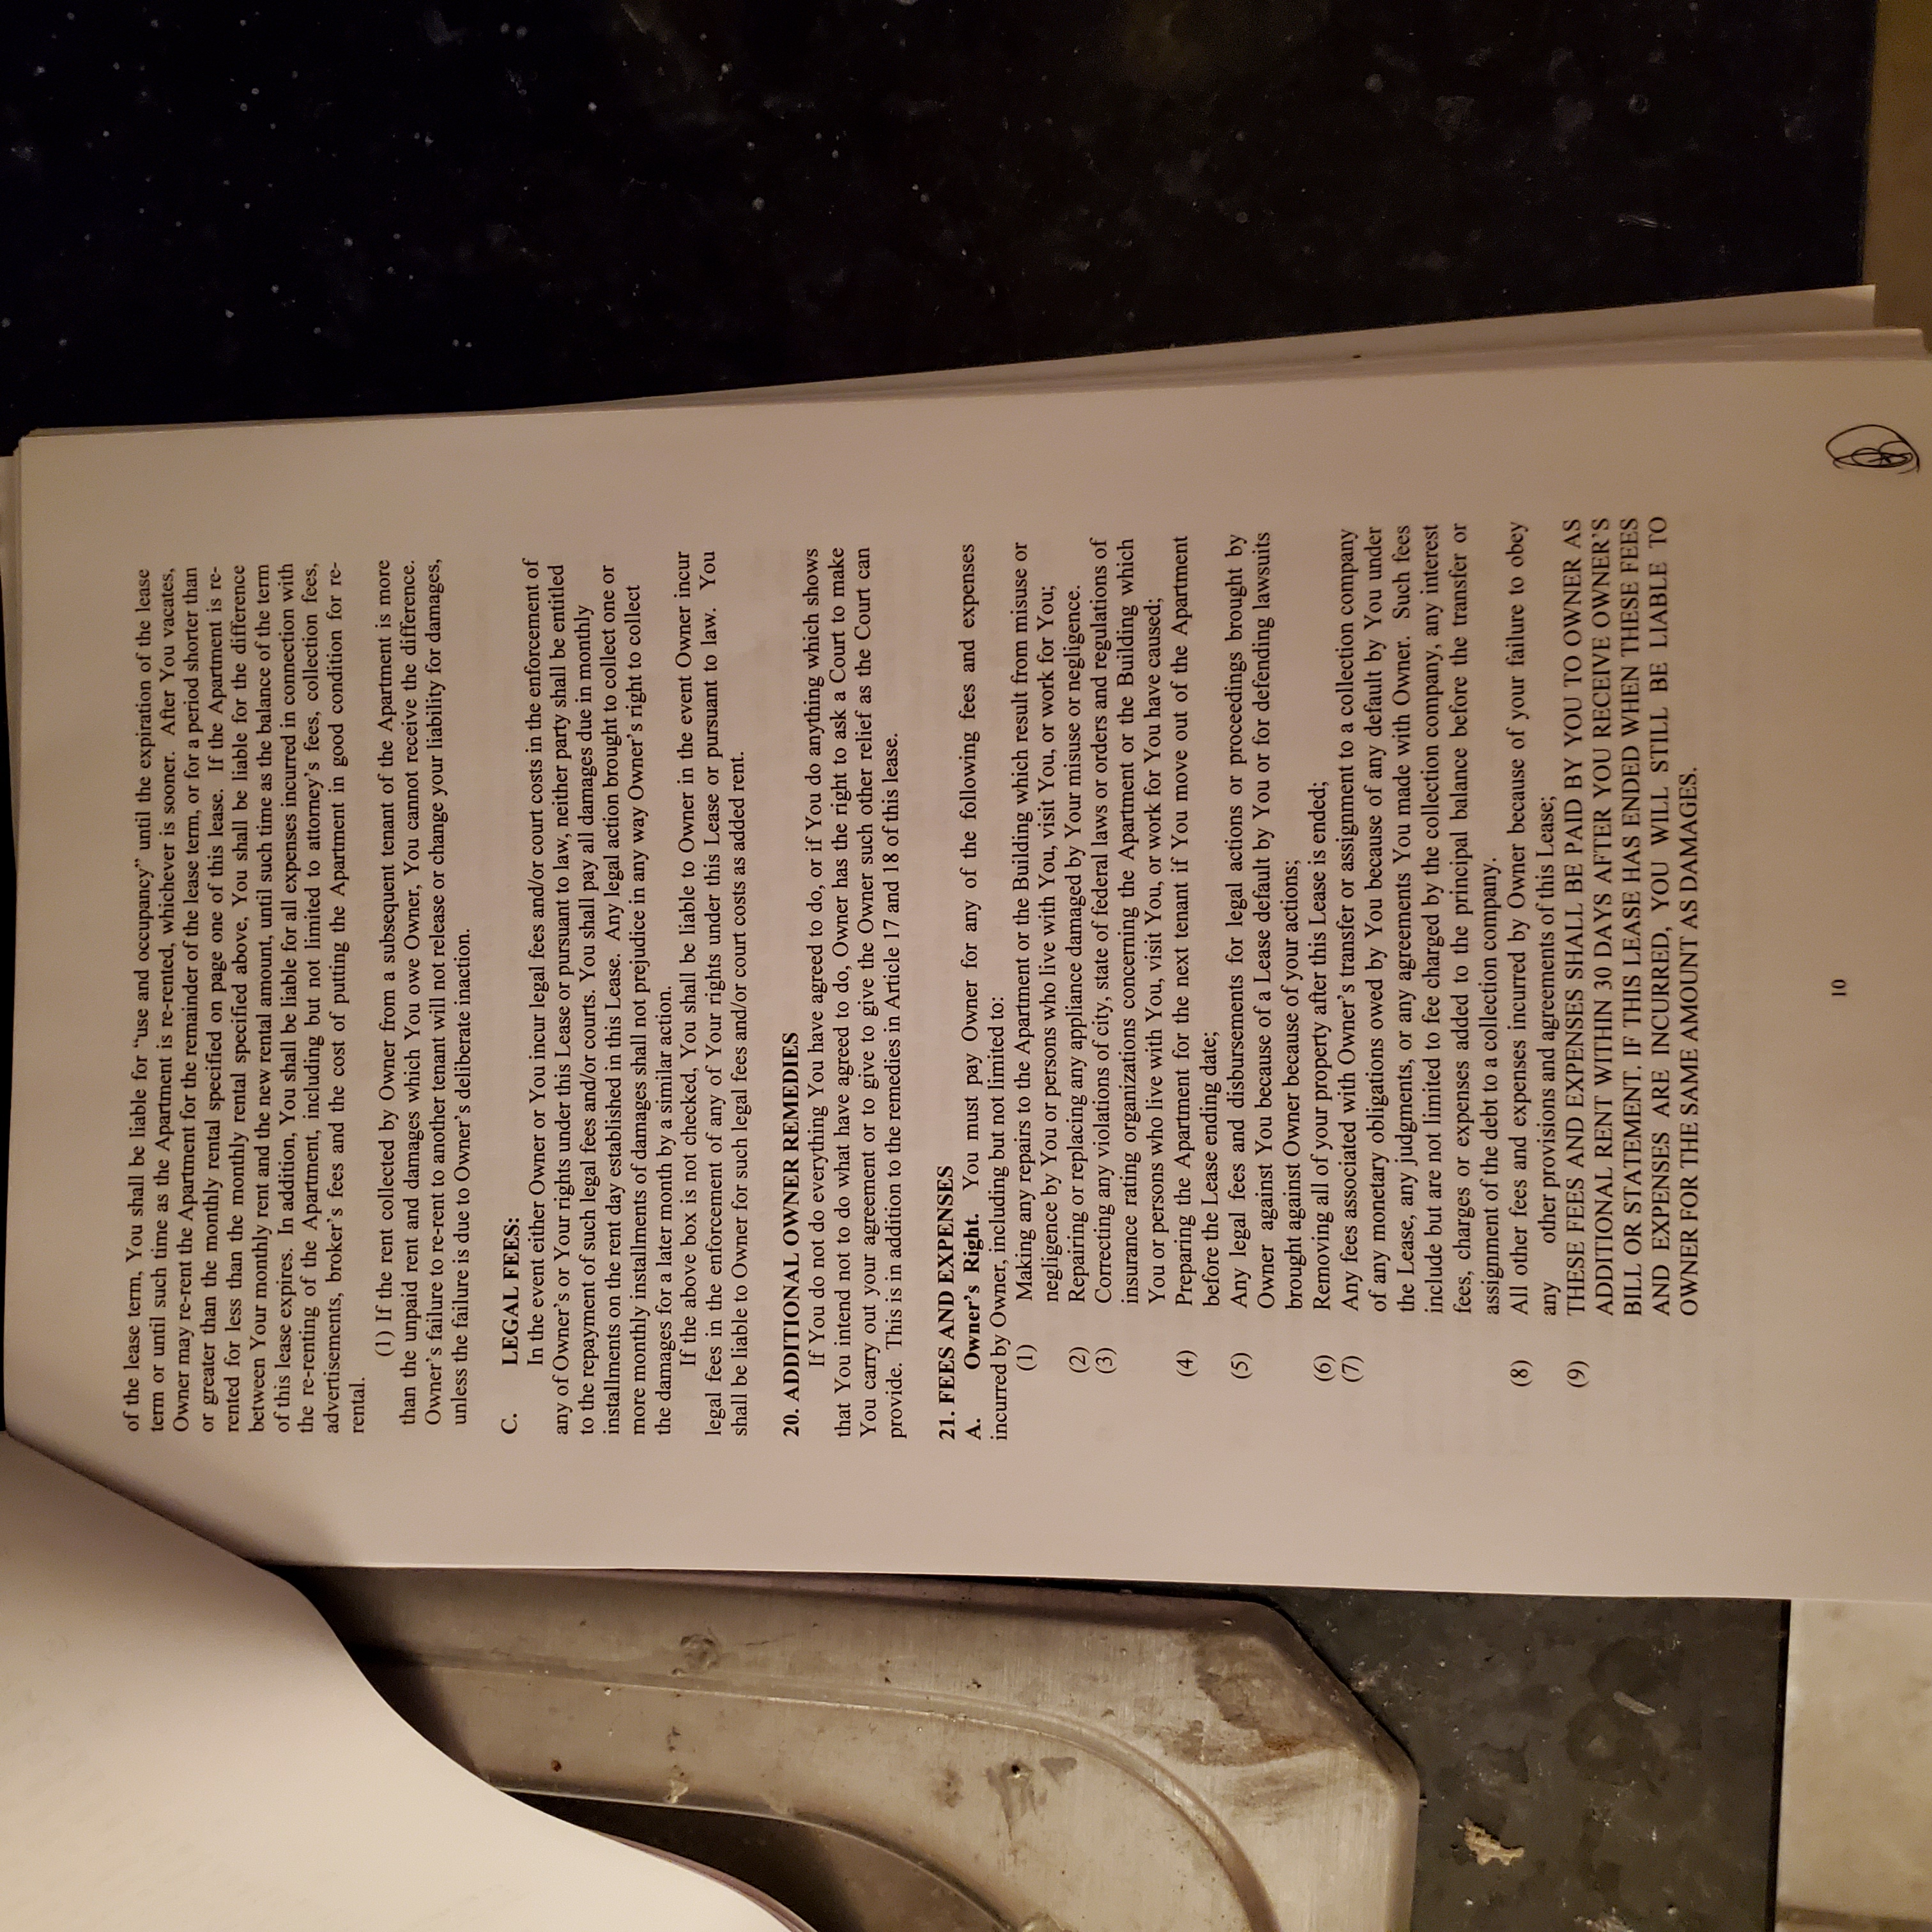 of the lease term, You shall be liable for “use and occupancy” until the expiration of the lease
term or until such time as the Apartment is re-rented, whichever is sooner. After You vacates,
Owner may re-rent the Apartment for the remainder of the lease term, or for a period shorter than
or greater than the monthly rental specified on page one of this lease. If the Apartment is re-
rented for less than the monthly rental specified above, You shall be liable for the difference
between Your monthly rent and the new rental amount, until such time as the balance of the term
of this lease expires. In addition, You shall be liable for all expenses incurred in connection with
the re-renting of the Apartment, including but not limited to attorney’s fees, collection fees,
advertisements, broker’s fees and the cost of putting the Apartment in good condition for re-
rental.
(1) If the rent collected by Owner from a subsequent tenant of the Apartment is more
than the unpaid rent and damages which You owe Owner, You cannot receive the difference.
Owner’s failure to re-rent to another tenant will not release or change your liability for damages,
unless the failure is due to Owner’s deliberate inaction.
C. LEGAL FEES:
In the event either Owner or You incur legal fees and/or court costs in the enforcement of
any of Owner’s or Your rights under this Lease or pursuant to law, neither party shall be entitled
to the repayment of such legal fees and/or courts. You shall pay all damages due in monthly
installments on the rent day established in this Lease. Any legal action brought to collect one or
more monthly installments of damages shall not prejudice in any way Owner’s right to collect
the damages for a later month by a similar action.
If the above box is not checked, You shall be liable to Owner in the event Owner incur
legal fees in the enforcement of any of Your rights under this Lease or pursuant to law. You
shall be liable to Owner for such legal fees and/or court costs as added rent.
20. ADDITIONAL OWNER REMEDIES
If You do not do everything You have agreed to do, or if You do anything which shows
that You intend not to do what have agreed to do, Owner has the right to ask a Court to make
You carry out your agreement or to give to give the Owner such other relief as the Court can
provide. This is in addition to the remedies in Article 17 and 18 of this lease.
21. FEES AND EXPENSES
A. Owner’s Right. You must pay Owner for any of the following fees and expenses
incurred by Owner, including but not limited to:
(1) Making any repairs to the Apartment or the Building which result from misuse or
negligence by You or persons who live with You, visit You, or work for You;
(2) Repairing or replacing any appliance damaged by Your misuse or negligence.
(3) Correcting any violations of city, state of federal laws or orders and regulations of
insurance rating organizations concerning the Apartment or the Building which
You or persons who live with You, visit You, or work for You have caused;
(4) Preparing the Apartment for the next tenant if You move out of the Apartment
before the Lease ending date;
(5) Any legal fees and disbursements for legal actions or proceedings brought by
Owner against You because of a Lease default by You or for defending lawsuits
brought against Owner because of your actions;
(6) Removing all of your property after this Lease is ended;
(7) Any fees associated with Owner’s transfer or assignment to a collection company
of any monetary obligations owed by You because of any default by You under
the Lease, any judgments, or any agreements You made with Owner. Such fees
include but are not limited to fee charged by the collection company, any interest
fees, charges or expenses added to the principal balance before the transfer or
assignment of the debt to a collection company.
(8) All other fees and expenses incurred by Owner because of your failure to obey
any other provisions and agreements of this Lease;
(9) THESE FEES AND EXPENSES SHALL BE PAID BY YOU TO OWNER AS
ADDITIONAL RENT WITHIN 30 DAYS AFTER YOU RECEIVE OWNER’S
BILL OR STATEMENT. IF THIS LEASE HAS ENDED WHEN THESE FEES
AND EXPENSES ARE INCURRED, YOU WILL STILL BE LIABLE TO
OWNER FOR THE SAME AMOUNT AS DAMAGES.
10